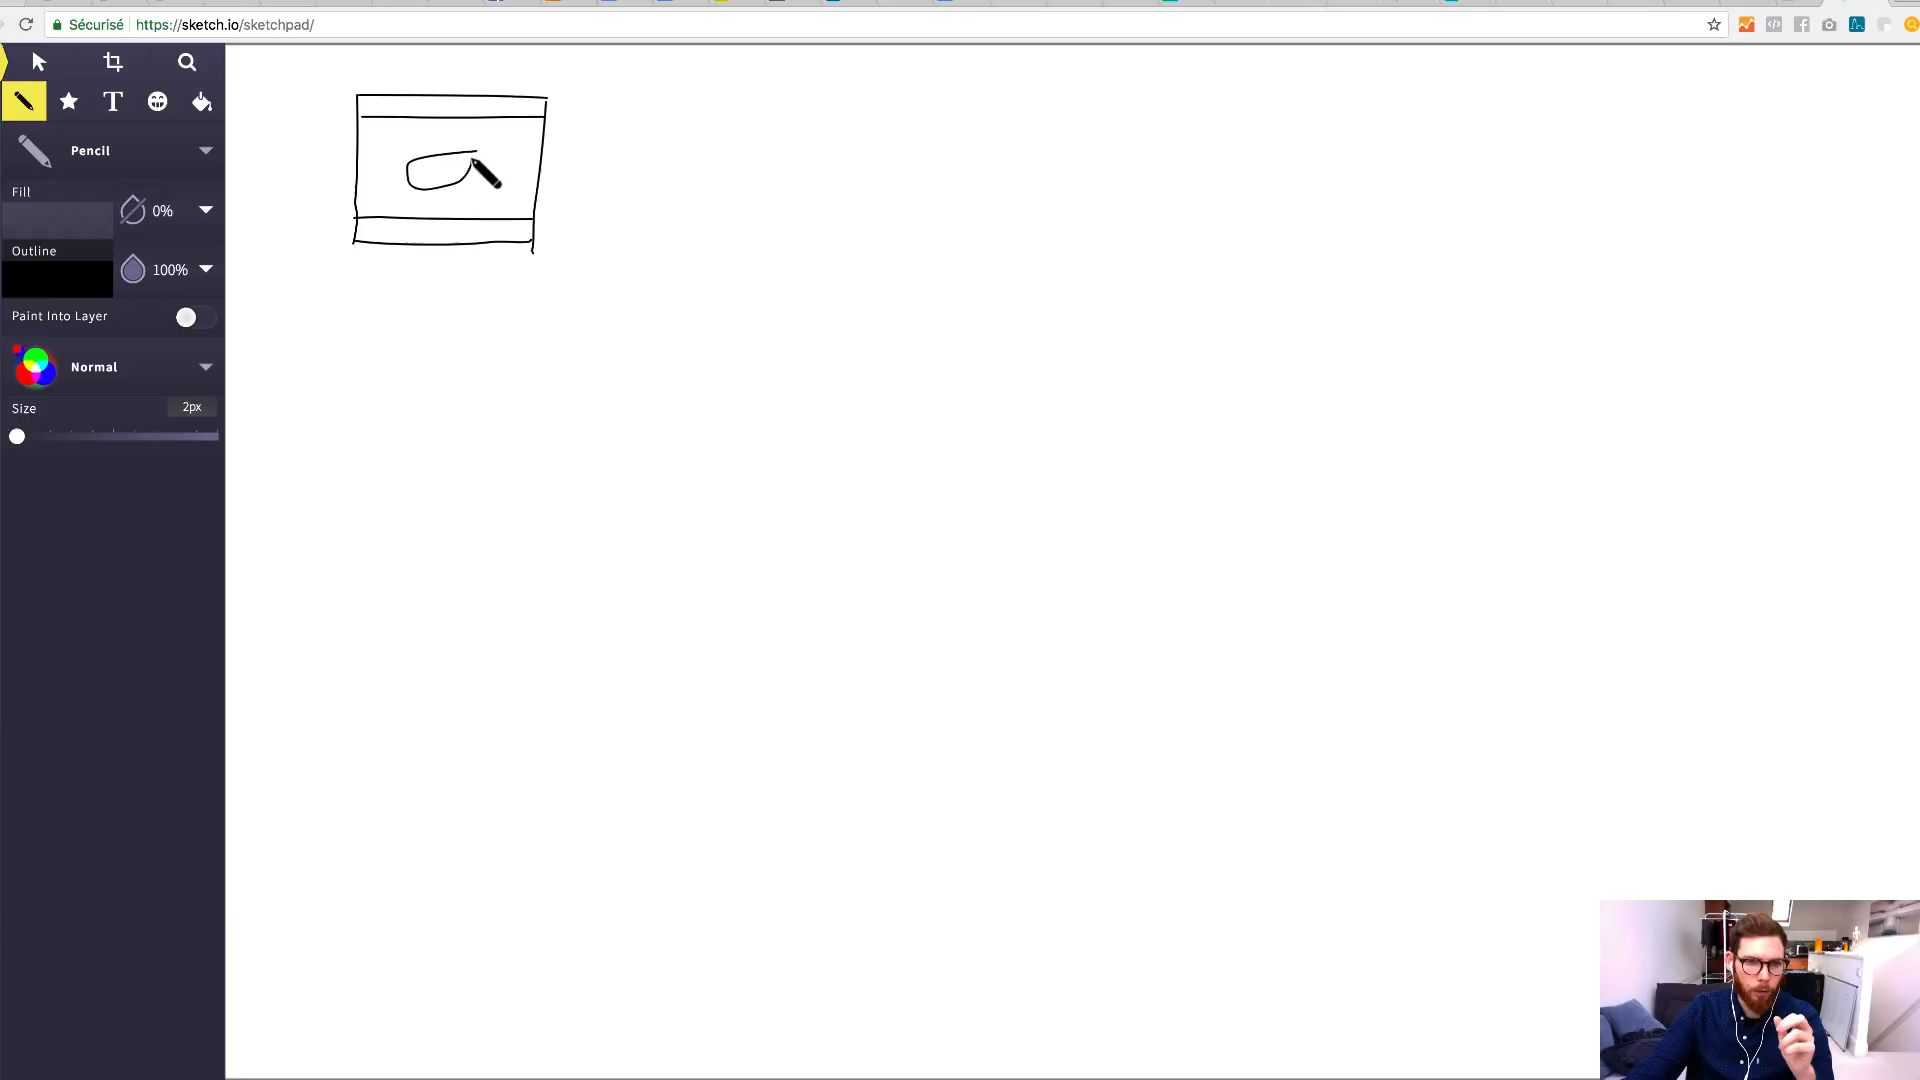 Sécurisé https://sketch.io/sketchpad/
T
Pencil
Fill
0%
Outline
100%
Paint Into Layer
Normal
Size 2px